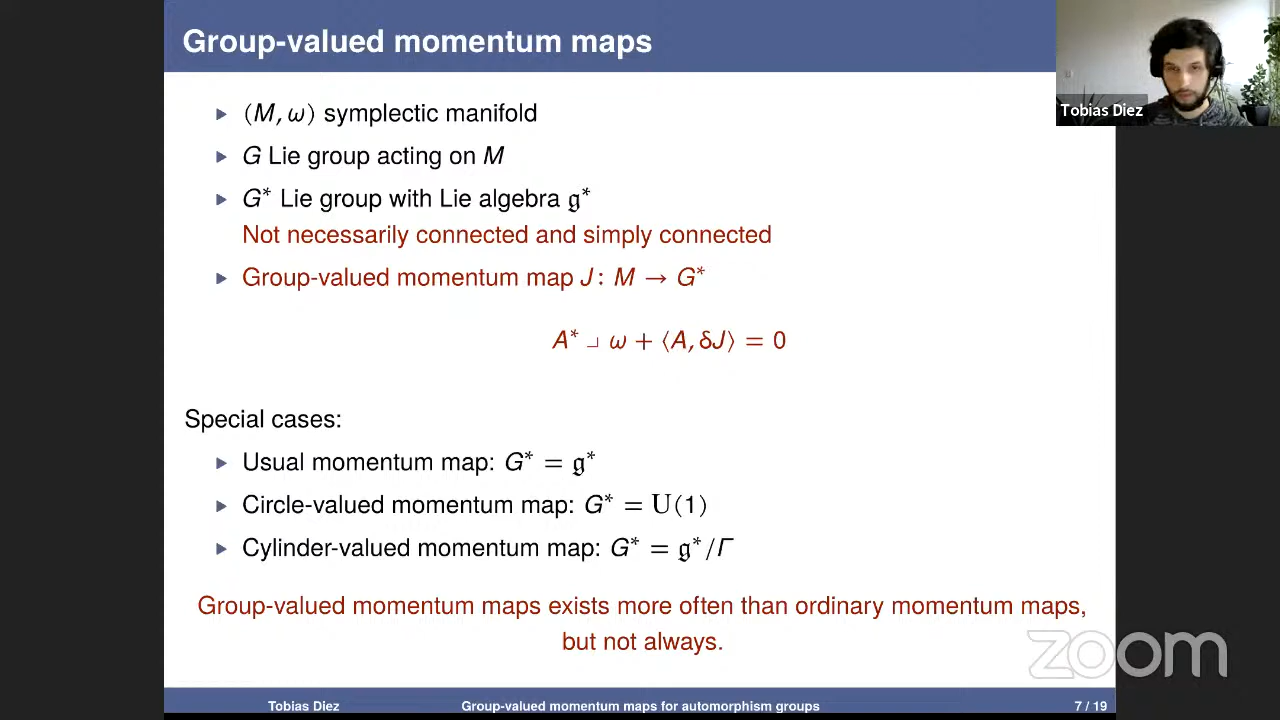 Group-valued momentum maps
▶ (M, ω) symplectic manifold
▶ G Lie group acting on M
▶ G* Lie group with Lie algebra 𝔤*
Not necessarily connected and simply connected
▶ Group-valued momentum map J: M → G*
A* ⌟ ω + ⟨A, δJ⟩ = 0
Special cases:
▶ Usual momentum map: G* = 𝔤*
▶ Circle-valued momentum map: G* = U(1)
▶ Cylinder-valued momentum map: G* = 𝔤*/Γ
Group-valued momentum maps exists more often than ordinary momentum maps,
but not always.
Tobias Diez
Group-valued momentum maps for automorphism groups
7 / 19
Tobias Diez
zoom